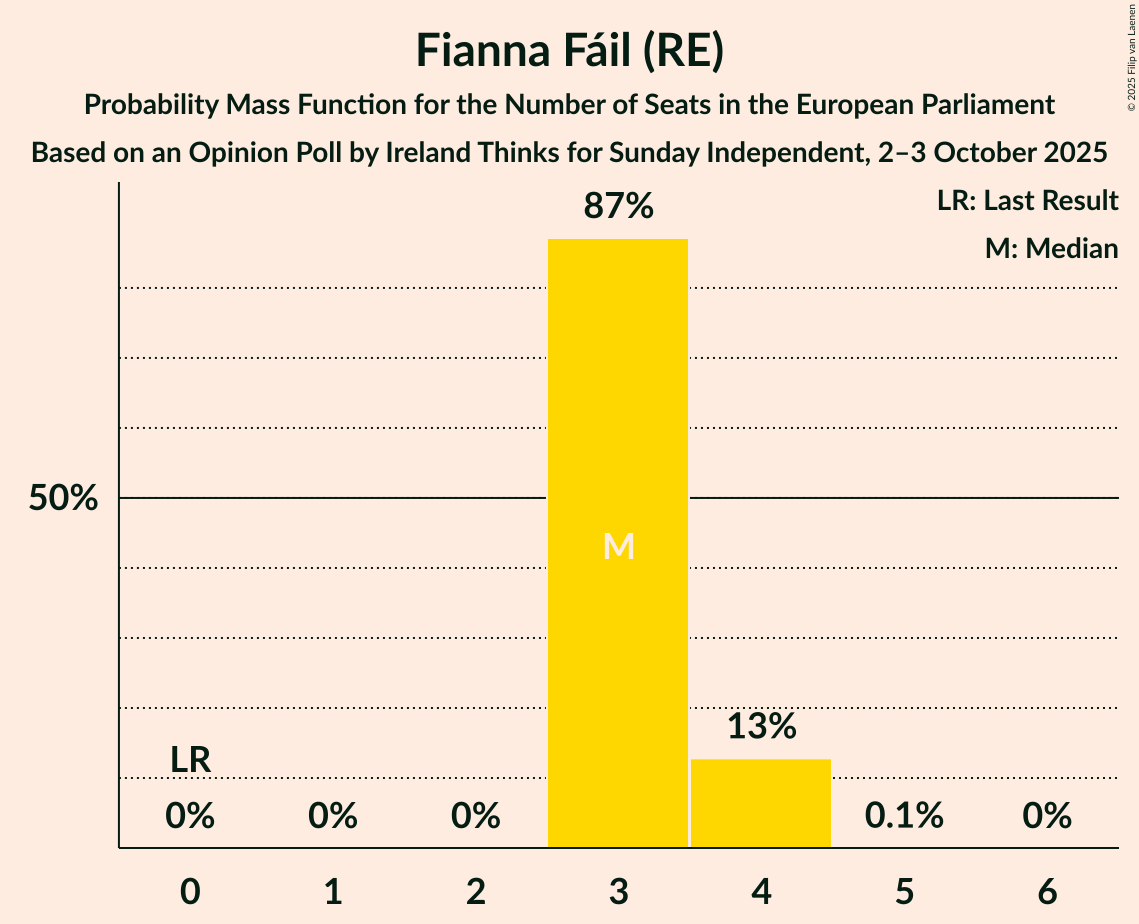 Fianna Fáil (RE)
Probability Mass Function for the Number of Seats in the European Parliament
Based on an Opinion Poll by Ireland Thinks for Sunday Independent, 2–3 October 2025
© 2025 Filip van Laenen
LR: Last Result
M: Median
87%
50%
M
13%
LR
0% 0% 0% 0.1% 0%
0 1 2 3 4 5 6